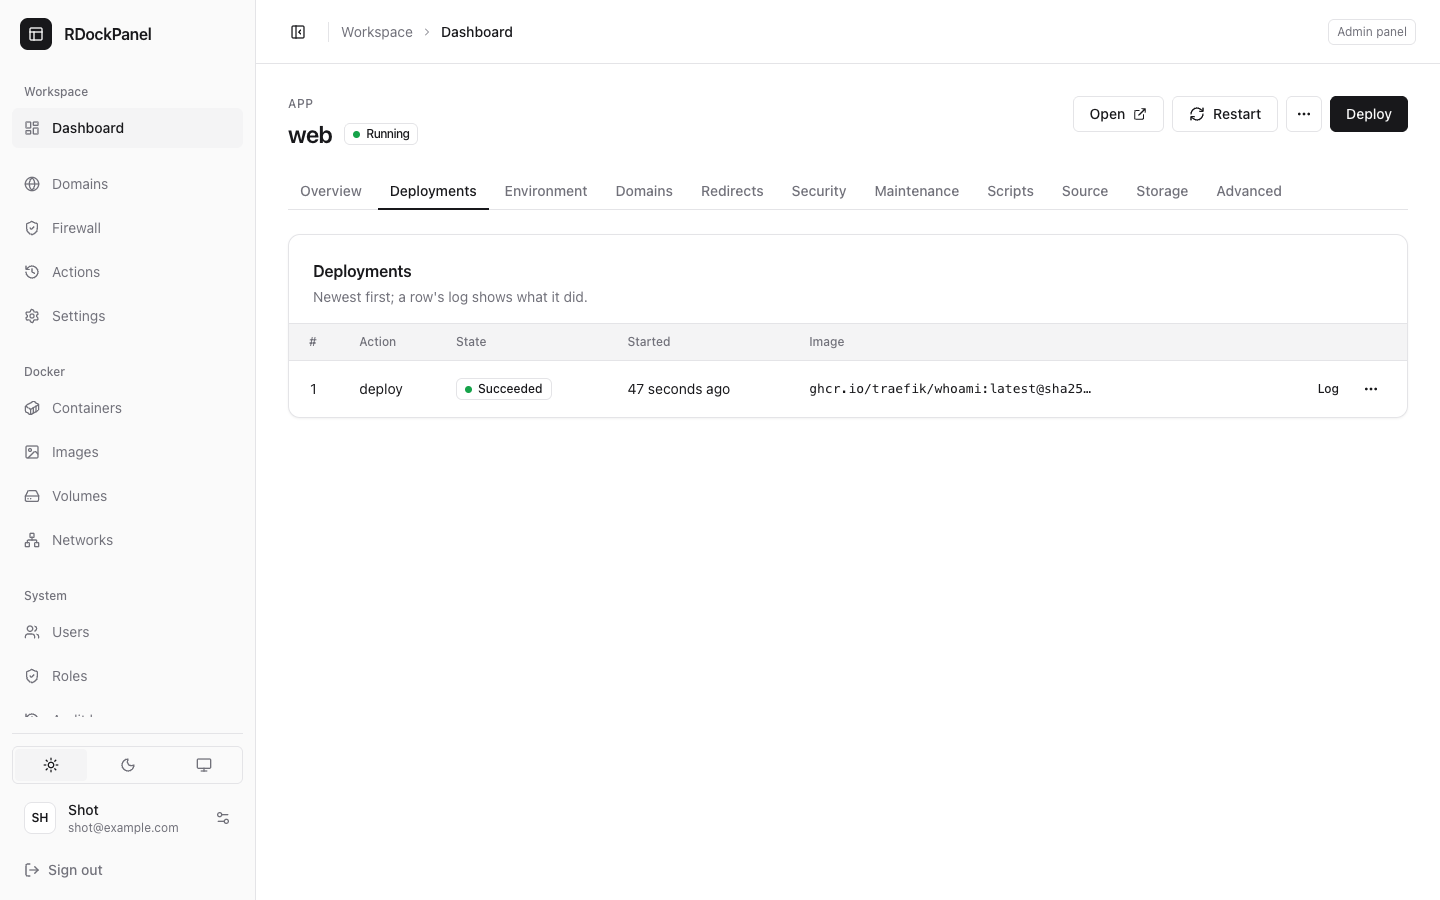 RDockPanel
Workspace
Dashboard
Domains
Firewall
Actions
Settings
Docker
Containers
Images
Volumes
Networks
System
Users
Roles
SH
Shot
shot@example.com
Sign out
Workspace > Dashboard
Admin panel
APP
web
Running
Open
Restart
Deploy
Overview Deployments Environment Domains Redirects Security Maintenance Scripts Source Storage Advanced
Deployments
Newest first; a row's log shows what it did.
# Action State Started Image
1 deploy Succeeded 47 seconds ago ghcr.io/traefik/whoami:latest@sha25… Log